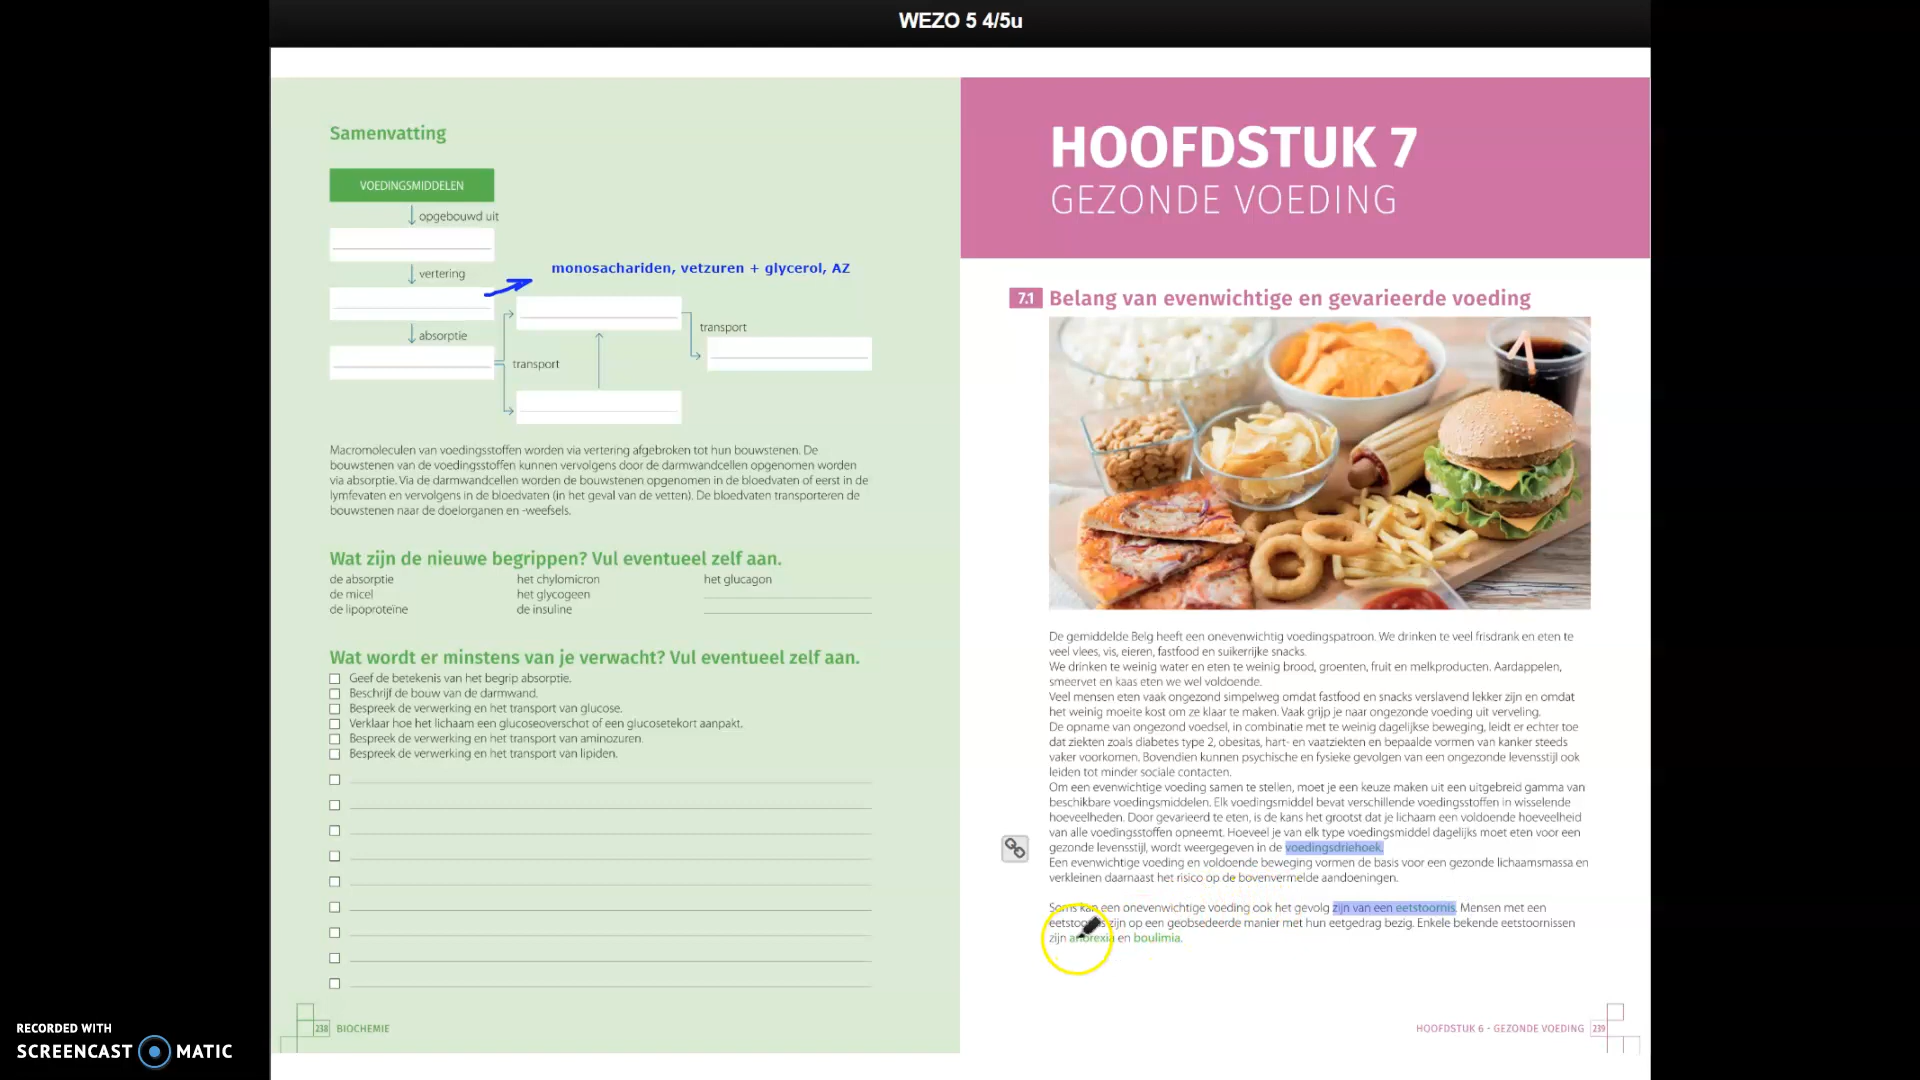 WEZO 5 4/5u
Samenvatting
VOEDINGSMIDDELEN
opgebouwd uit
vertering
monosachariden, vetzuren + glycerol, AZ
absorptie
transport
transport
Macromoleculen van voedingsstoffen worden via vertering afgebroken tot hun bouwstenen. De
bouwstenen van de voedingsstoffen kunnen vervolgens door de darmwandcellen opgenomen worden
via absorptie. Via de darmwandcellen worden de bouwstenen opgenomen in de bloedvaten of eerst in de
lymfevaten en vervolgens in de bloedvaten (in het geval van de vetten). De bloedvaten transporteren de
bouwstenen naar de doelorganen en -weefsels.
Wat zijn de nieuwe begrippen? Vul eventueel zelf aan.
de absorptie
de micel
de lipoproteïne
het chylomicron
het glycogeen
de insuline
het glucagon
Wat wordt er minstens van je verwacht? Vul eventueel zelf aan.
Geef de betekenis van het begrip absorptie.
Beschrijf de bouw van de darmwand.
Bespreek de verwerking en het transport van glucose.
Verklaar hoe het lichaam een glucoseoverschot of een glucosetekort aanpakt.
Bespreek de verwerking en het transport van aminozuren.
Bespreek de verwerking en het transport van lipiden.
238 BIOCHEMIE
HOOFDSTUK 7
GEZONDE VOEDING
7.1 Belang van evenwichtige en gevarieerde voeding
De gemiddelde Belg heeft een onevenwichtig voedingspatroon. We drinken te veel frisdrank en eten te
veel vlees, vis, eieren, fastfood en suikerrijke snacks.
We drinken te weinig water en eten te weinig brood, groenten, fruit en melkproducten. Aardappelen,
smeervet en kaas eten we wel voldoende.
Veel mensen eten vaak ongezond simpelweg omdat fastfood en snacks verslavend lekker zijn en omdat
het weinig moeite kost om ze klaar te maken. Vaak grijp je naar ongezonde voeding uit verveling.
De opname van ongezond voedsel, in combinatie met te weinig dagelijkse beweging, leidt er echter toe
dat ziekten zoals diabetes type 2, obesitas, hart- en vaatziekten en bepaalde vormen van kanker steeds
vaker voorkomen. Bovendien kunnen psychische en fysieke gevolgen van een ongezonde levensstijl ook
leiden tot minder sociale contacten.
Om een evenwichtige voeding samen te stellen, moet je een keuze maken uit een uitgebreid gamma van
beschikbare voedingsmiddelen. Elk voedingsmiddel bevat verschillende voedingsstoffen in wisselende
hoeveelheden. Door gevarieerd te eten, is de kans het grootst dat je lichaam een voldoende hoeveelheid
van alle voedingsstoffen opneemt. Hoeveel je van elk type voedingsmiddel dagelijks moet eten voor een
gezonde levensstijl, wordt weergegeven in de voedingsdriehoek.
Een evenwichtige voeding en voldoende beweging vormen de basis voor een gezonde lichaamsmassa en
verkleinen daarnaast het risico op de bovenvermelde aandoeningen.
Soms kan een onevenwichtige voeding ook het gevolg zijn van een eetstoornis. Mensen met een
eetstoornis zijn op een geobsedeerde manier met hun eetgedrag bezig. Enkele bekende eetstoornissen
zijn anorexia en boulimia.
HOOFDSTUK 6 - GEZONDE VOEDING 239
RECORDED WITH
SCREENCAST MATIC